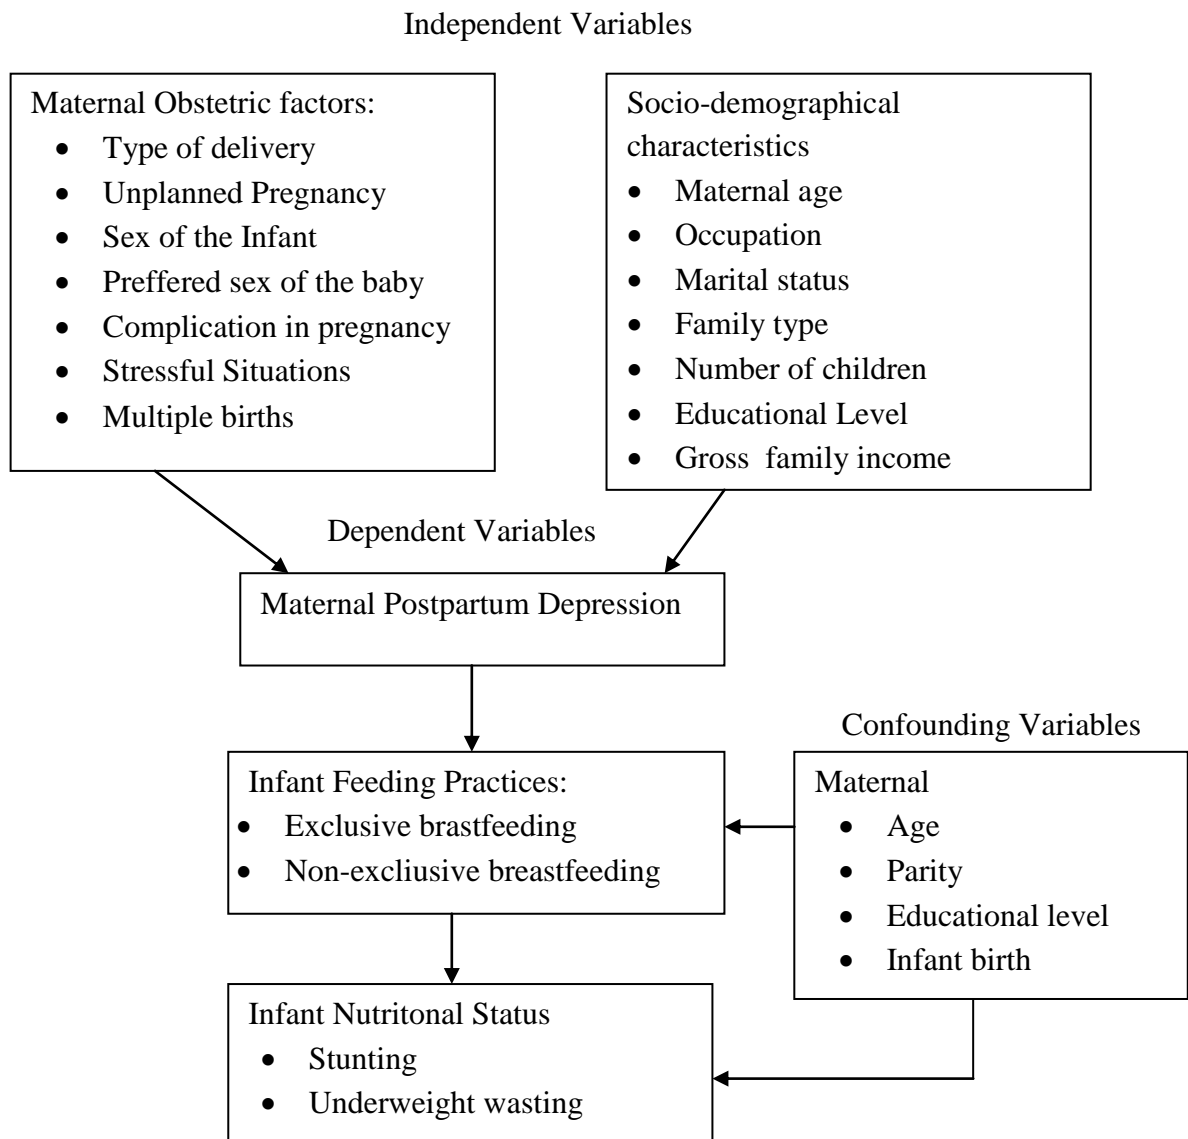 Independent Variables
Maternal Obstetric factors:
• Type of delivery
• Unplanned Pregnancy
• Sex of the Infant
• Preffered sex of the baby
• Complication in pregnancy
• Stressful Situations
• Multiple births
Socio-demographical
characteristics
• Maternal age
• Occupation
• Marital status
• Family type
• Number of children
• Educational Level
• Gross family income
Dependent Variables
Maternal Postpartum Depression
Infant Feeding Practices:
• Exclusive brastfeeding
• Non-excliusive breastfeeding
Confounding Variables
Maternal
• Age
• Parity
• Educational level
• Infant birth
Infant Nutritonal Status
• Stunting
• Underweight wasting